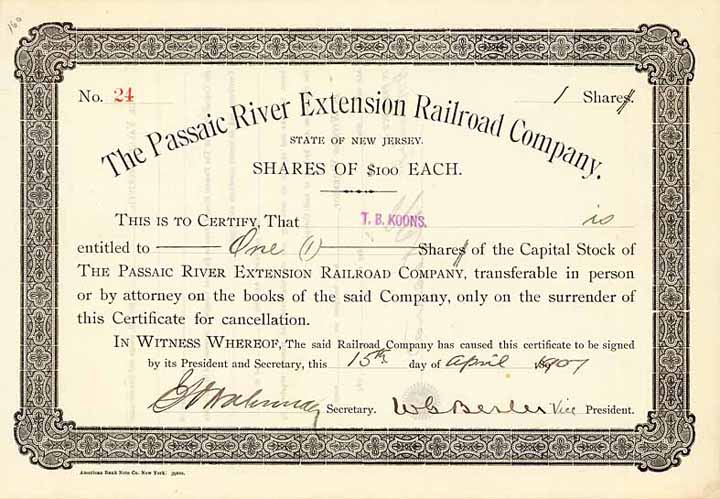 160
No. 24
1 Shares.
The Passaic River Extension Railroad Company.
STATE OF NEW JERSEY.
SHARES OF $100 EACH.
THIS IS TO CERTIFY, That T. B. KOONS. is
entitled to One (1) Shares of the Capital Stock of
THE PASSAIC RIVER EXTENSION RAILROAD COMPANY, transferable in person
or by attorney on the books of the said Company, only on the surrender of
this Certificate for cancellation.
IN WITNESS WHEREOF, The said Railroad Company has caused this certificate to be signed
by its President and Secretary, this 15th day of April 1907
Secretary. W G Besler Vice President.
American Bank Note Co. New York.